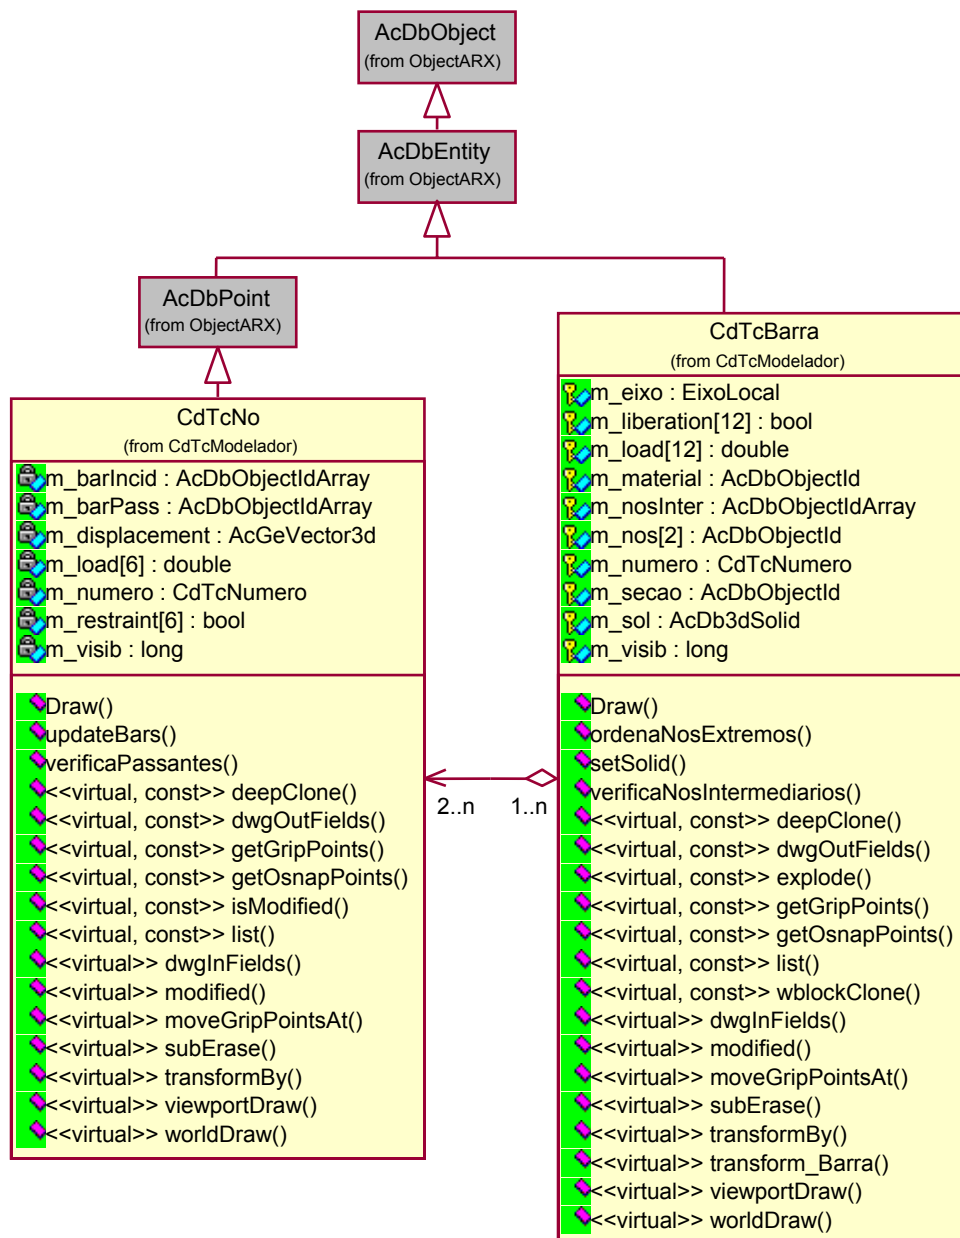 AcDbObject
(from ObjectARX)
AcDbEntity
(from ObjectARX)
AcDbPoint
(from ObjectARX)
CdTcNo
(from CdTcModelador)
m_barIncid : AcDbObjectIdArray
m_barPass : AcDbObjectIdArray
m_displacement : AcGeVector3d
m_load[6] : double
m_numero : CdTcNumero
m_restraint[6] : bool
m_visib : long
Draw()
updateBars()
verificaPassantes()
<<virtual, const>> deepClone()
<<virtual, const>> dwgOutFields()
<<virtual, const>> getGripPoints()
<<virtual, const>> getOsnapPoints()
<<virtual, const>> isModified()
<<virtual, const>> list()
<<virtual>> dwgInFields()
<<virtual>> modified()
<<virtual>> moveGripPointsAt()
<<virtual>> subErase()
<<virtual>> transformBy()
<<virtual>> viewportDraw()
<<virtual>> worldDraw()
2..n
1..n
CdTcBarra
(from CdTcModelador)
m_eixo : EixoLocal
m_liberation[12] : bool
m_load[12] : double
m_material : AcDbObjectId
m_nosInter : AcDbObjectIdArray
m_nos[2] : AcDbObjectId
m_numero : CdTcNumero
m_secao : AcDbObjectId
m_sol : AcDb3dSolid
m_visib : long
Draw()
ordenaNosExtremos()
setSolid()
verificaNosIntermediarios()
<<virtual, const>> deepClone()
<<virtual, const>> dwgOutFields()
<<virtual, const>> explode()
<<virtual, const>> getGripPoints()
<<virtual, const>> getOsnapPoints()
<<virtual, const>> list()
<<virtual, const>> wblockClone()
<<virtual>> dwgInFields()
<<virtual>> modified()
<<virtual>> moveGripPointsAt()
<<virtual>> subErase()
<<virtual>> transformBy()
<<virtual>> transform_Barra()
<<virtual>> viewportDraw()
<<virtual>> worldDraw()